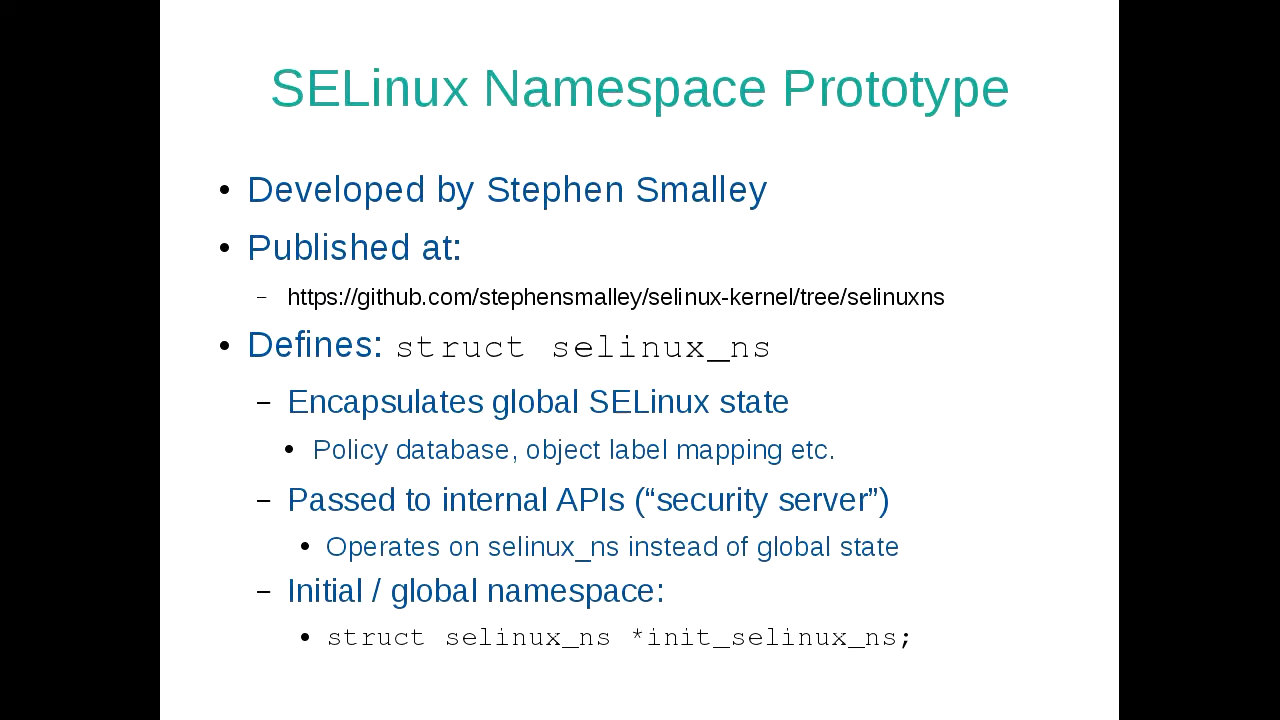 SELinux Namespace Prototype
• Developed by Stephen Smalley
• Published at:
– https://github.com/stephensmalley/selinux-kernel/tree/selinuxns
• Defines: struct selinux_ns
– Encapsulates global SELinux state
• Policy database, object label mapping etc.
– Passed to internal APIs (“security server”)
• Operates on selinux_ns instead of global state
– Initial / global namespace:
• struct selinux_ns *init_selinux_ns;